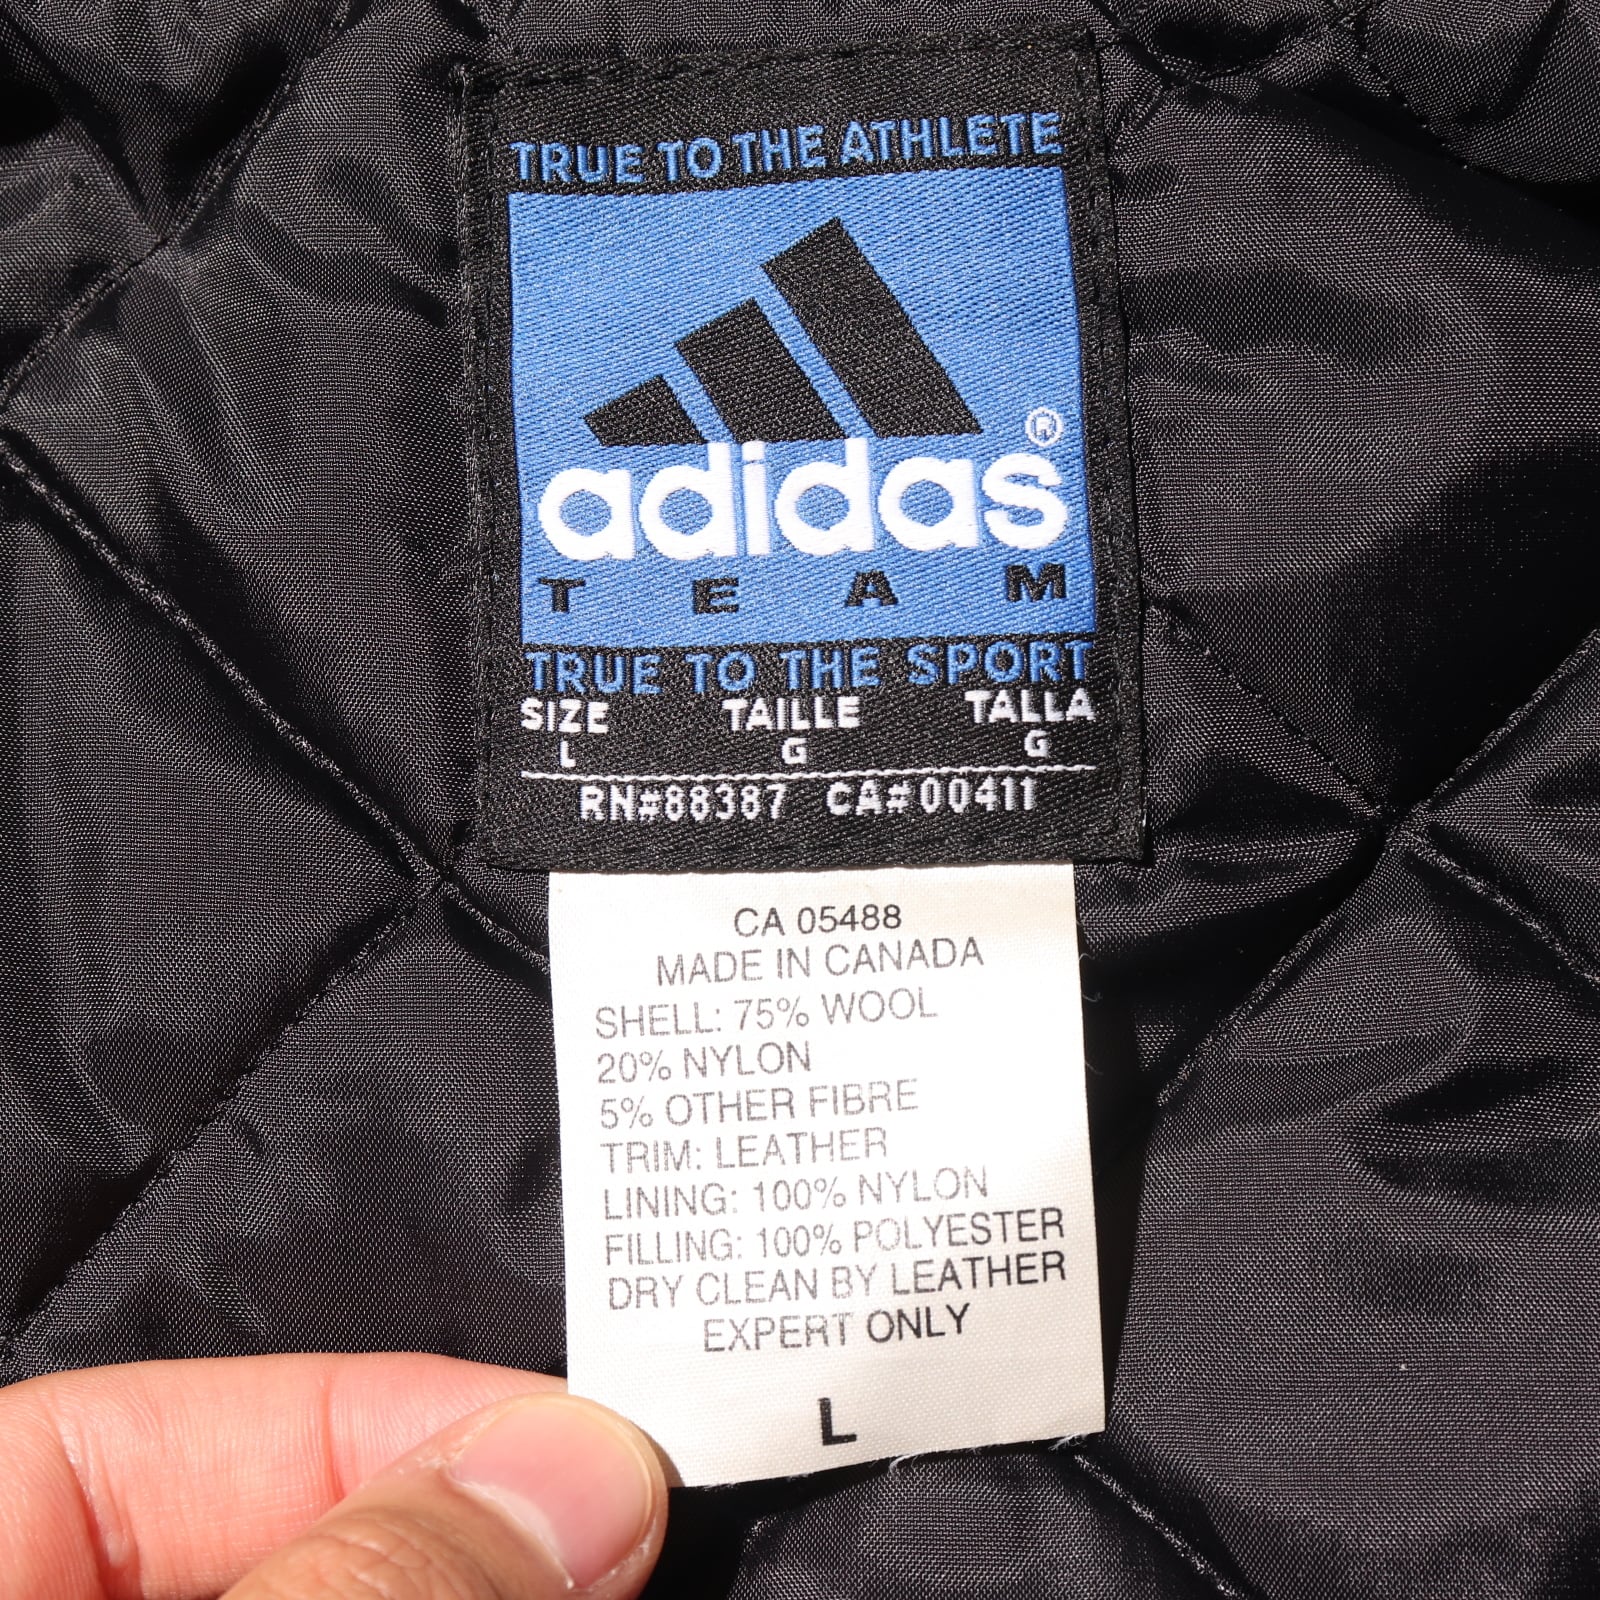 TRUE TO THE ATHLETE
®
adidas
TEAM
TRUE TO THE SPORT
SIZE TAILLE TALLA
L G G
RN#88387 CA#00411
CA 05488
MADE IN CANADA
SHELL: 75% WOOL
20% NYLON
5% OTHER FIBRE
TRIM: LEATHER
LINING: 100% NYLON
FILLING: 100% POLYESTER
DRY CLEAN BY LEATHER
EXPERT ONLY
L